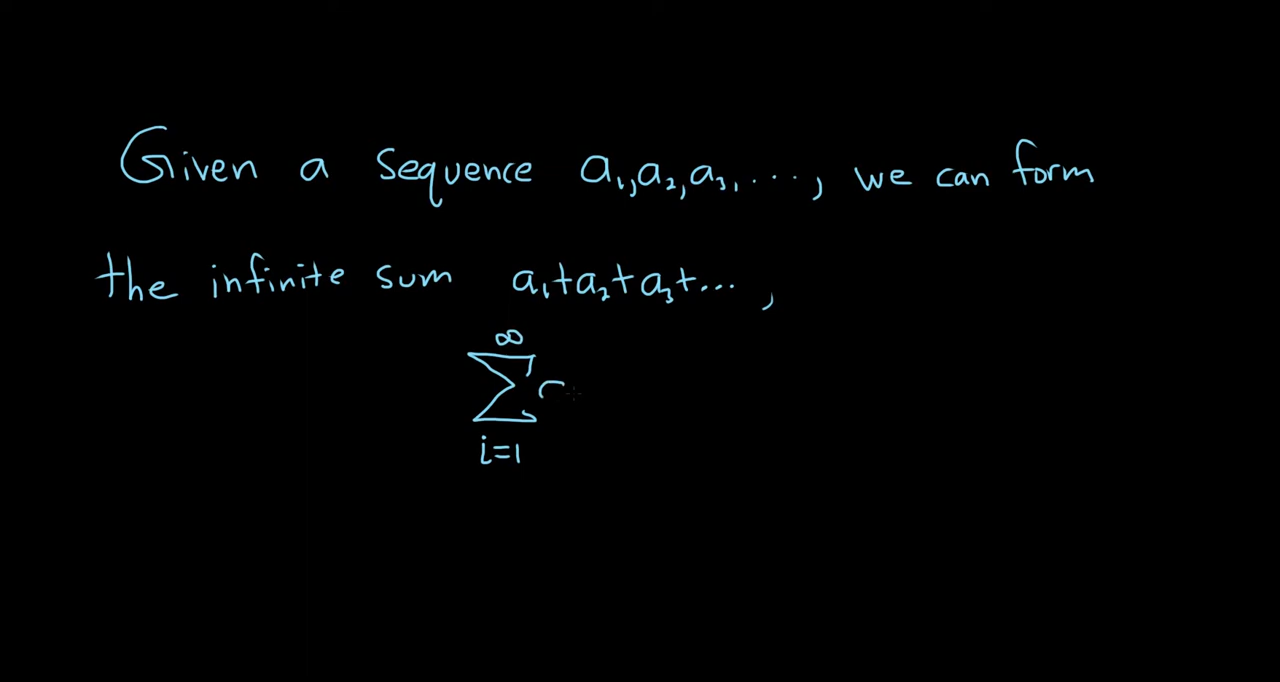 Given a sequence a₁, a₂, a₃, ..., we can form
the infinite sum a₁+a₂+a₃+...,
∞
∑
i=1